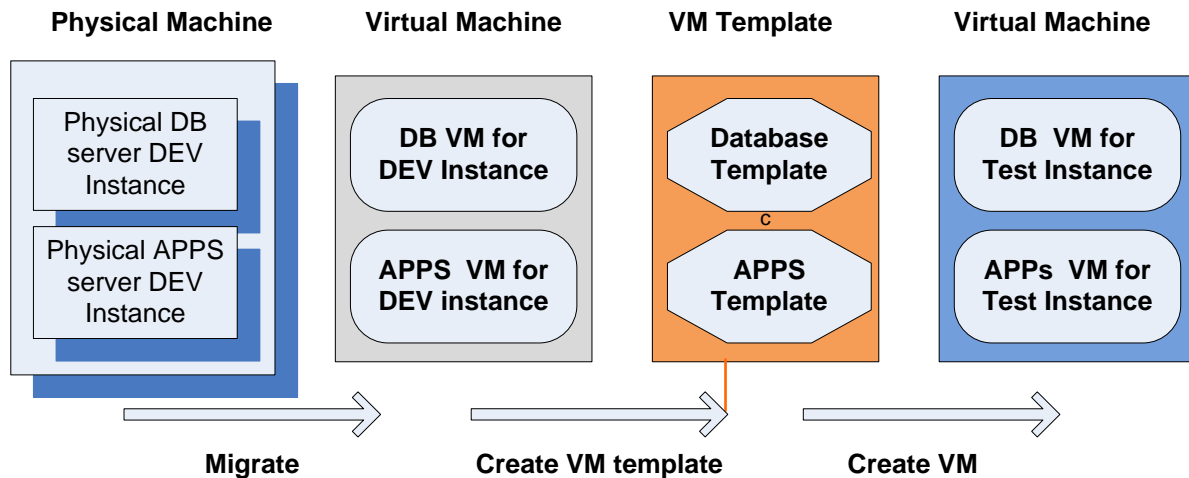 Physical Machine
Virtual Machine
VM Template
Virtual Machine
Physical DB
server DEV
Instance
Physical APPS
server DEV
Instance
DB VM for
DEV Instance
APPS VM for
DEV instance
Database
Template
c
APPS
Template
DB VM for
Test Instance
APPs VM for
Test Instance
Migrate
Create VM template
Create VM